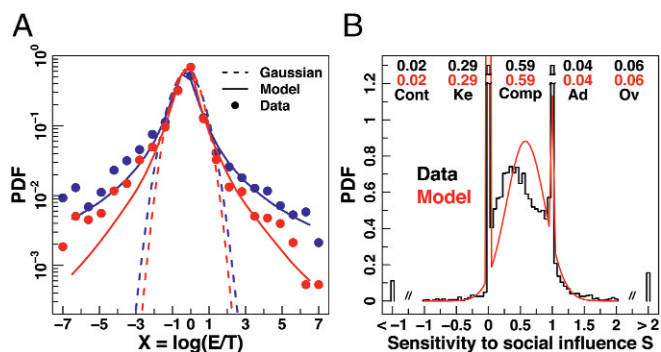 A
PDF
10⁰
10⁻¹
10⁻²
10⁻³
Gaussian
Model
Data
−7 −5 −3 −1 0 1 3 5 7
X = log(E/T)
B
PDF
0.02 0.29 0.59 0.04 0.06
0.02 0.29 0.59 0.04 0.06
Cont Ke Comp Ad Ov
1.2
1
0.8
0.6
0.4
0.2
0
Data
Model
< −1 −1 −0.5 0 0.5 1 1.5 2 > 2
Sensitivity to social influence S